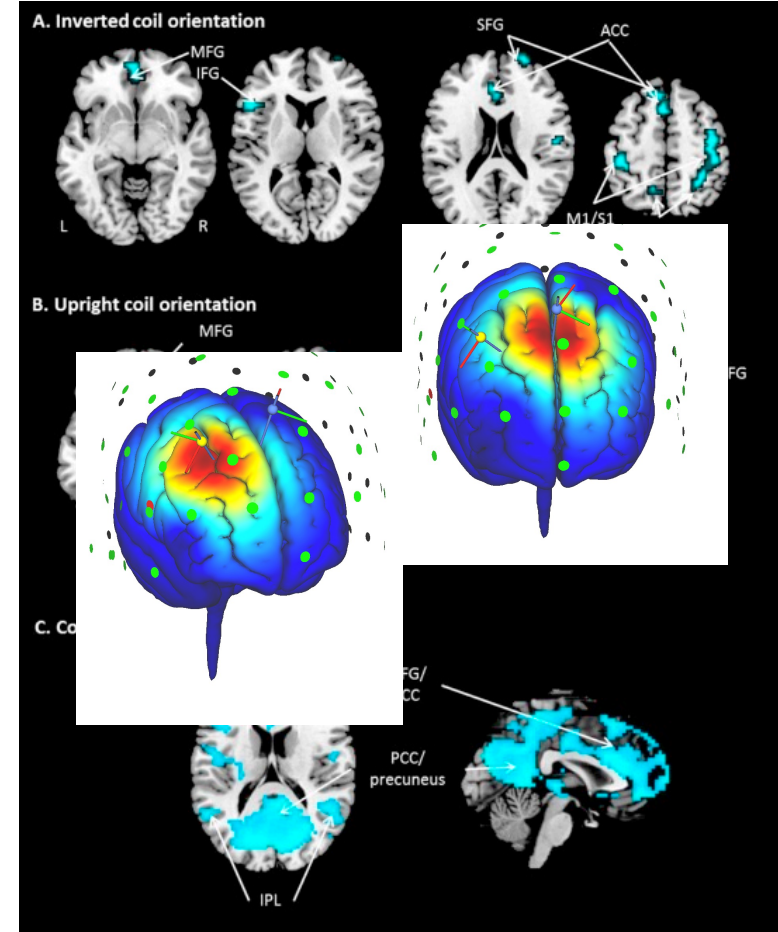 A. Inverted coil orientation
MFG
IFG
SFG
ACC
L
R
M1/S1
B. Upright coil orientation
MFG
FG
C. Co
FG/
CC
PCC/
precuneus
IPL